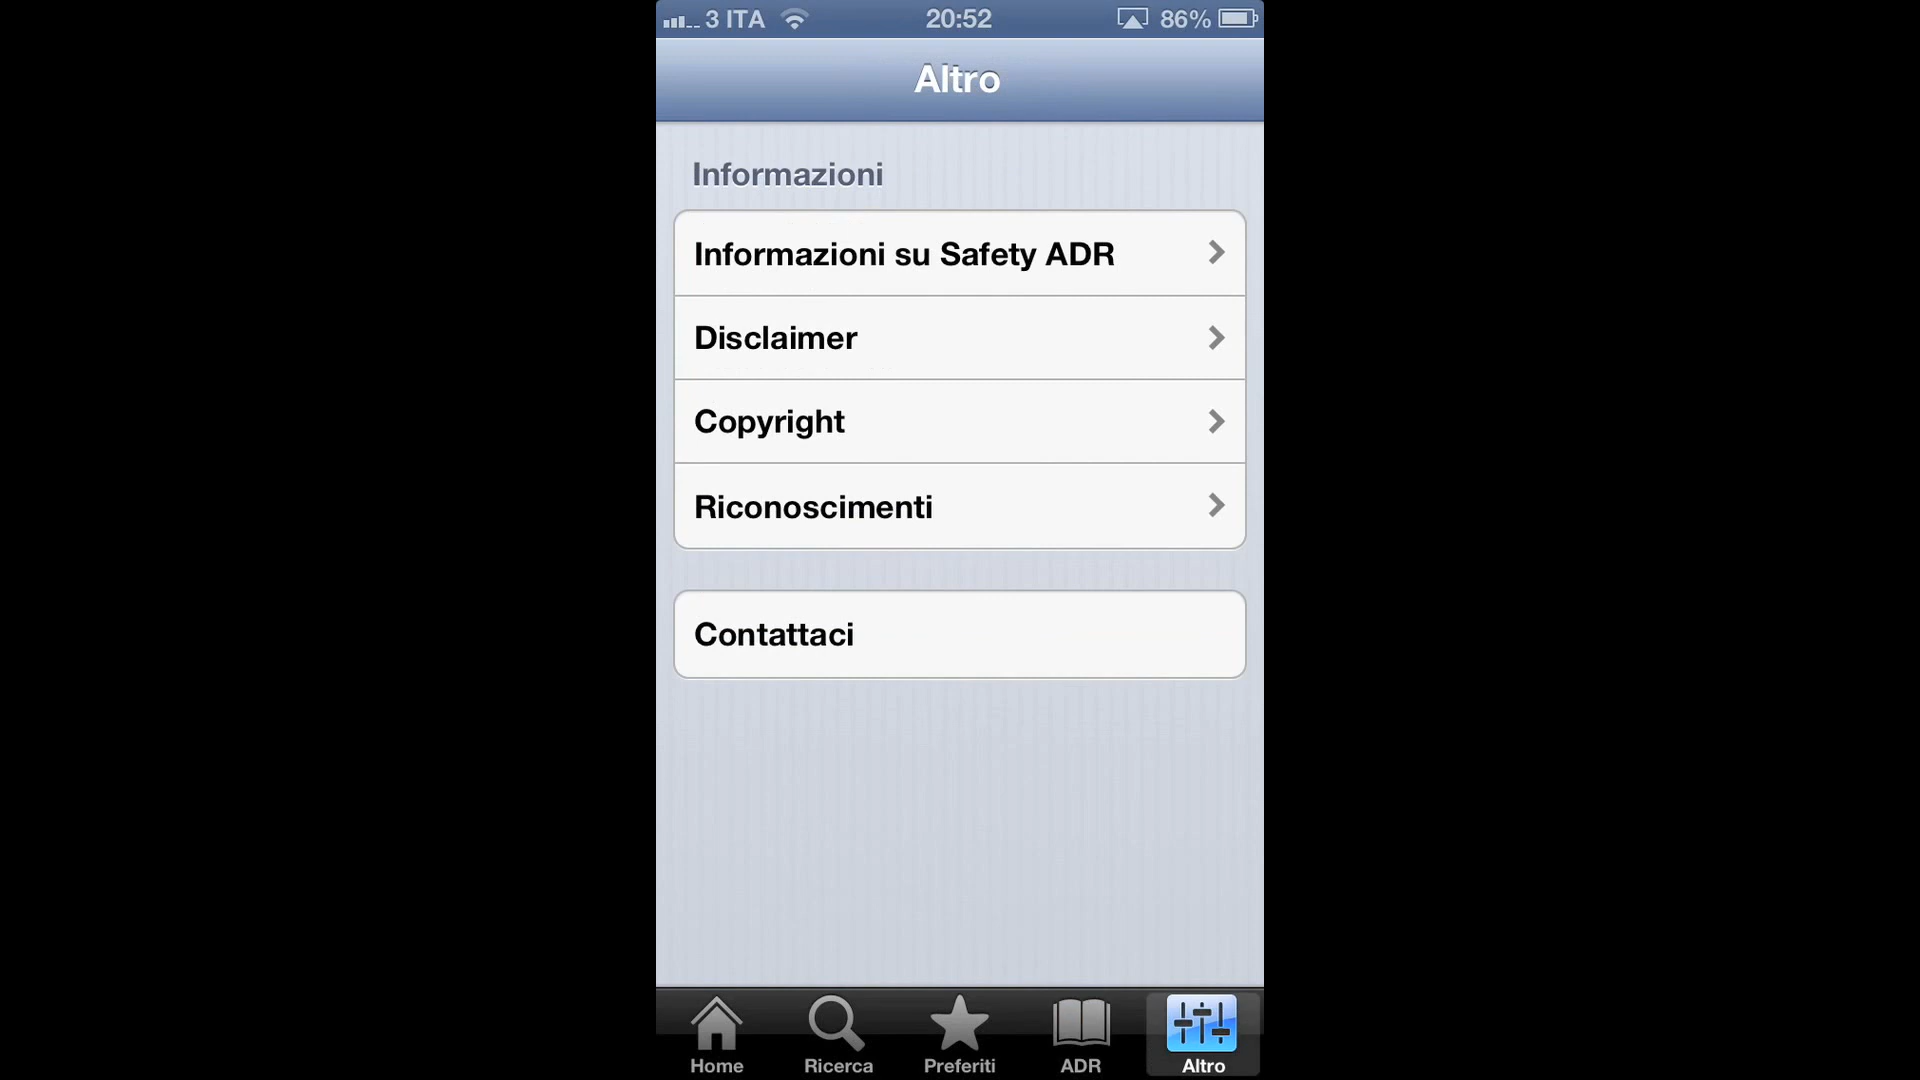 3 ITA 20:52 86%
Altro
Informazioni
Informazioni su Safety ADR
Disclaimer
Copyright
Riconoscimenti
Contattaci
Home Ricerca Preferiti ADR Altro